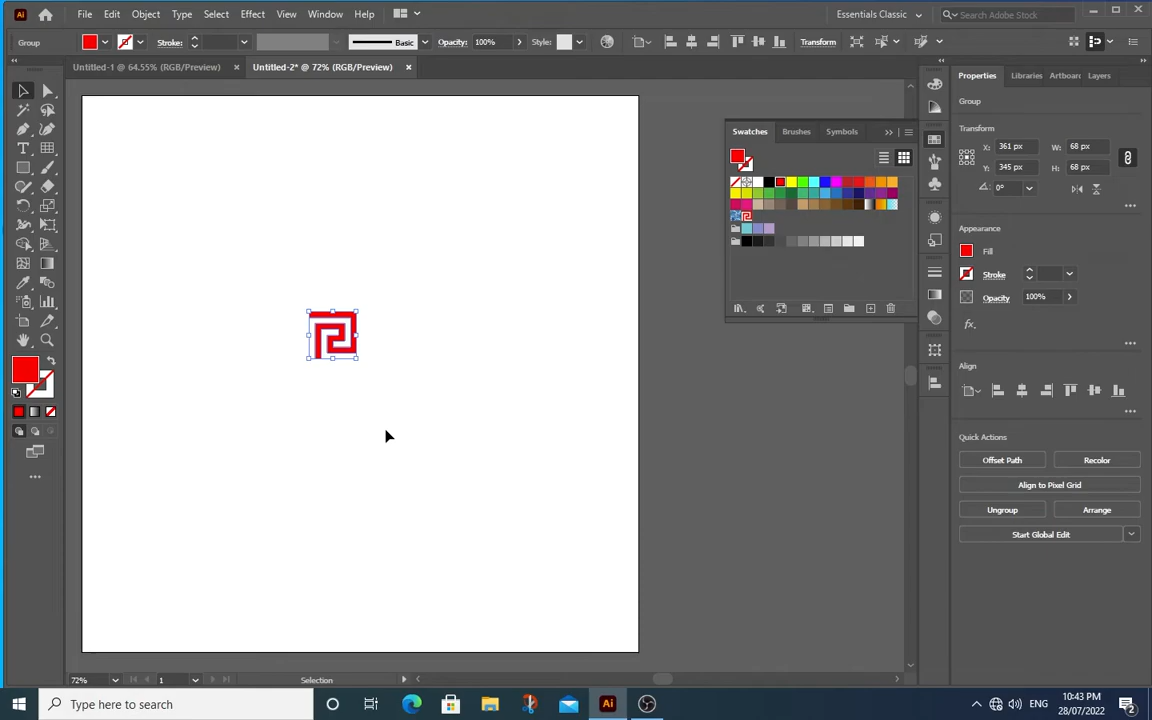 Ai File Edit Object Type Select Effect View Window Help Essentials Classic Search Adobe Stock
Group Stroke: Basic Opacity: 100% Style: Transform
Untitled-1 @ 64.55% (RGB/Preview) × Untitled-2* @ 72% (RGB/Preview) ×
Properties Libraries Artboard Layers
Group
Transform
X: 361 px W: 68 px
Y: 345 px H: 68 px
0°
Appearance
Fill
Stroke
Opacity 100%
fx.
Align
Quick Actions
Offset Path Recolor
Align to Pixel Grid
Ungroup Arrange
Start Global Edit
Swatches Brushes Symbols
72% 1 Selection
Type here to search Ai ENG 10:43 PM
28/07/2022 2